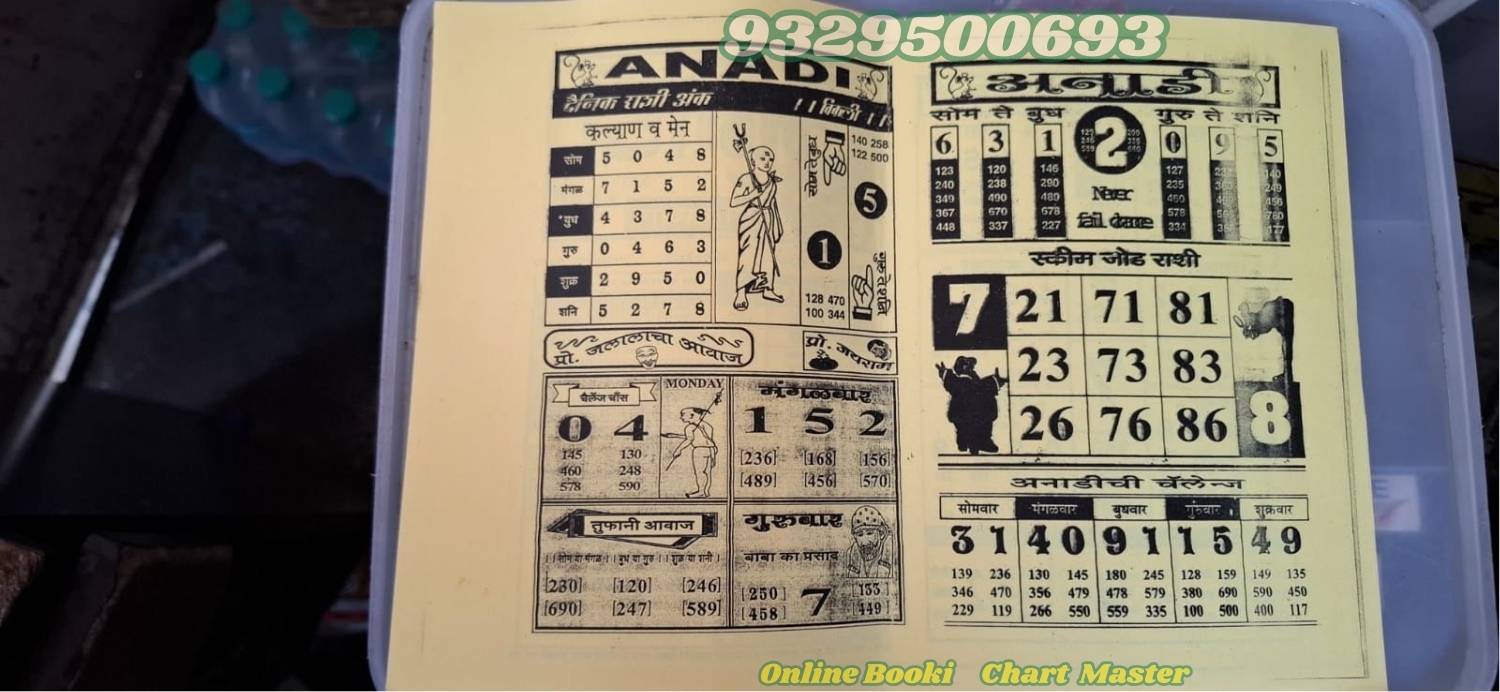 9329500693
ANADI
दैनिक राशी अंक ।। बिजली ।।
कल्याण व मेन
सोम 5 0 4 8
मंगळ 7 1 5 2
बुध 4 3 7 8
गुरु 0 4 6 3
शुक्र 2 9 5 0
शनि 5 2 7 8
सोम ते बुध
140 258
122 500
5
1
128 470
100 344
गुरु ते शनि
प्रो. जलालाचा आवाज
प्रो. जयराम
चैलेंज चाँस
0 4
145 130
460 248
578 590
MONDAY
मंगळवार
1 5 2
[236] [168] [156]
[489] [456] [570]
तुफानी आवाज
।।सोम या मंगळ।। बुध या गुरु ।। शुक्र या शनी।।
[230] [120] [246]
[690] [247] [589]
गुरुवार
बाबा का प्रसाद
[250] 7
[458] [449]
अनाडी
सोम ते बुध गुरु ते शनि
6 3 1 2 0 9 5
123 120 146 127 140
240 238 290 235 249
349 490 489 460 456
367 670 678 578 760
448 337 227 334 177
स्कीम जोड राशी
7 21 71 81
23 73 83
26 76 86 8
अनाडीची चॅलेन्ज
सोमवार मंगळवार बुधवार गुरुवार शुक्रवार
3 1 4 0 9 1 1 5 4 9
139 236 130 145 180 245 128 159 149 135
346 470 356 479 478 579 380 690 590 450
229 119 266 550 559 335 100 500 400 117
Online Booki Chart Master